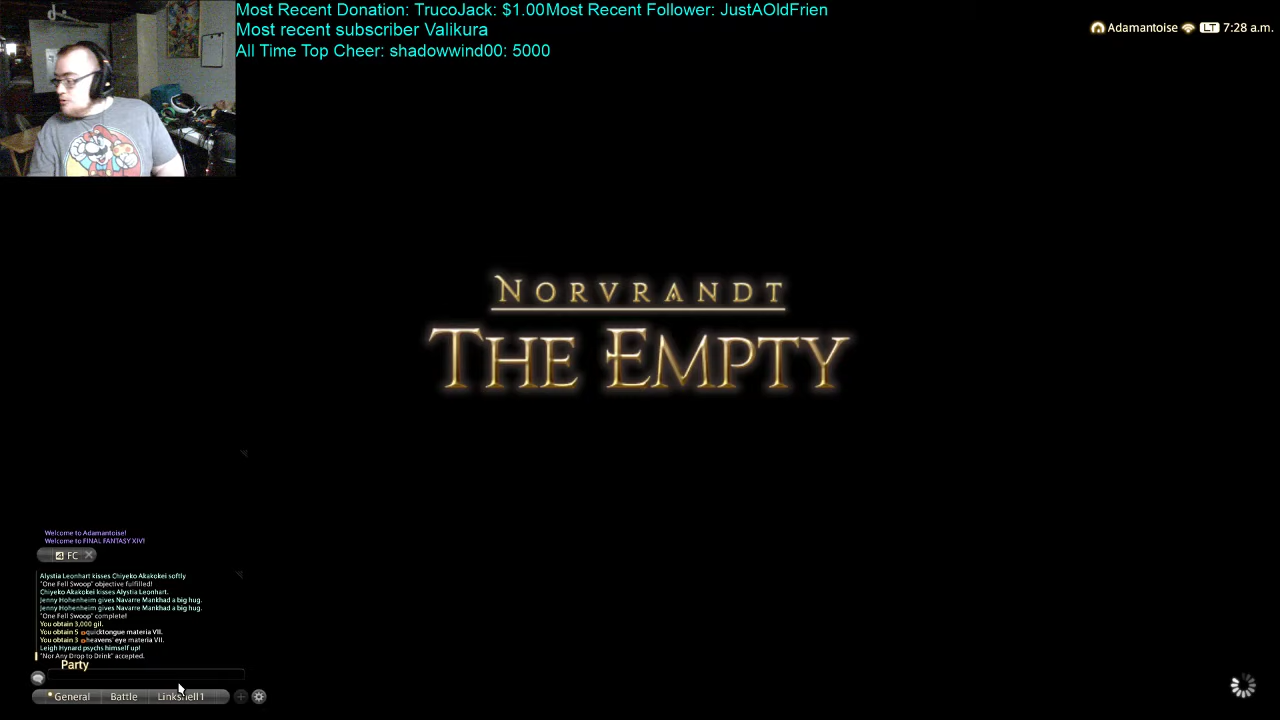 Most Recent Donation: TrucoJack: $1.00Most Recent Follower: JustAOldFrien
Most recent subscriber Valikura
All Time Top Cheer: shadowwind00: 5000
Adamantoise LT 7:28 a.m.
NORVRANDT
THE EMPTY
Welcome to Adamantoise!
Welcome to FINAL FANTASY XIV!
FC
Alystia Leonhart kisses Chiyeko Akakokei softly
"One Fell Swoop" objective fulfilled!
Chiyeko Akakokei kisses Alystia Leonhart.
Jenny Hohenheim gives Navarre Mankhad a big hug.
Jenny Hohenheim gives Navarre Mankhad a big hug.
"One Fell Swoop" complete!
You obtain 3,000 gil.
You obtain 5 quicktongue materia VII.
You obtain 3 heavens' eye materia VII.
Leigh Hynard psychs himself up!
"Nor Any Drop to Drink" accepted.
Party
General Battle Linkshell1